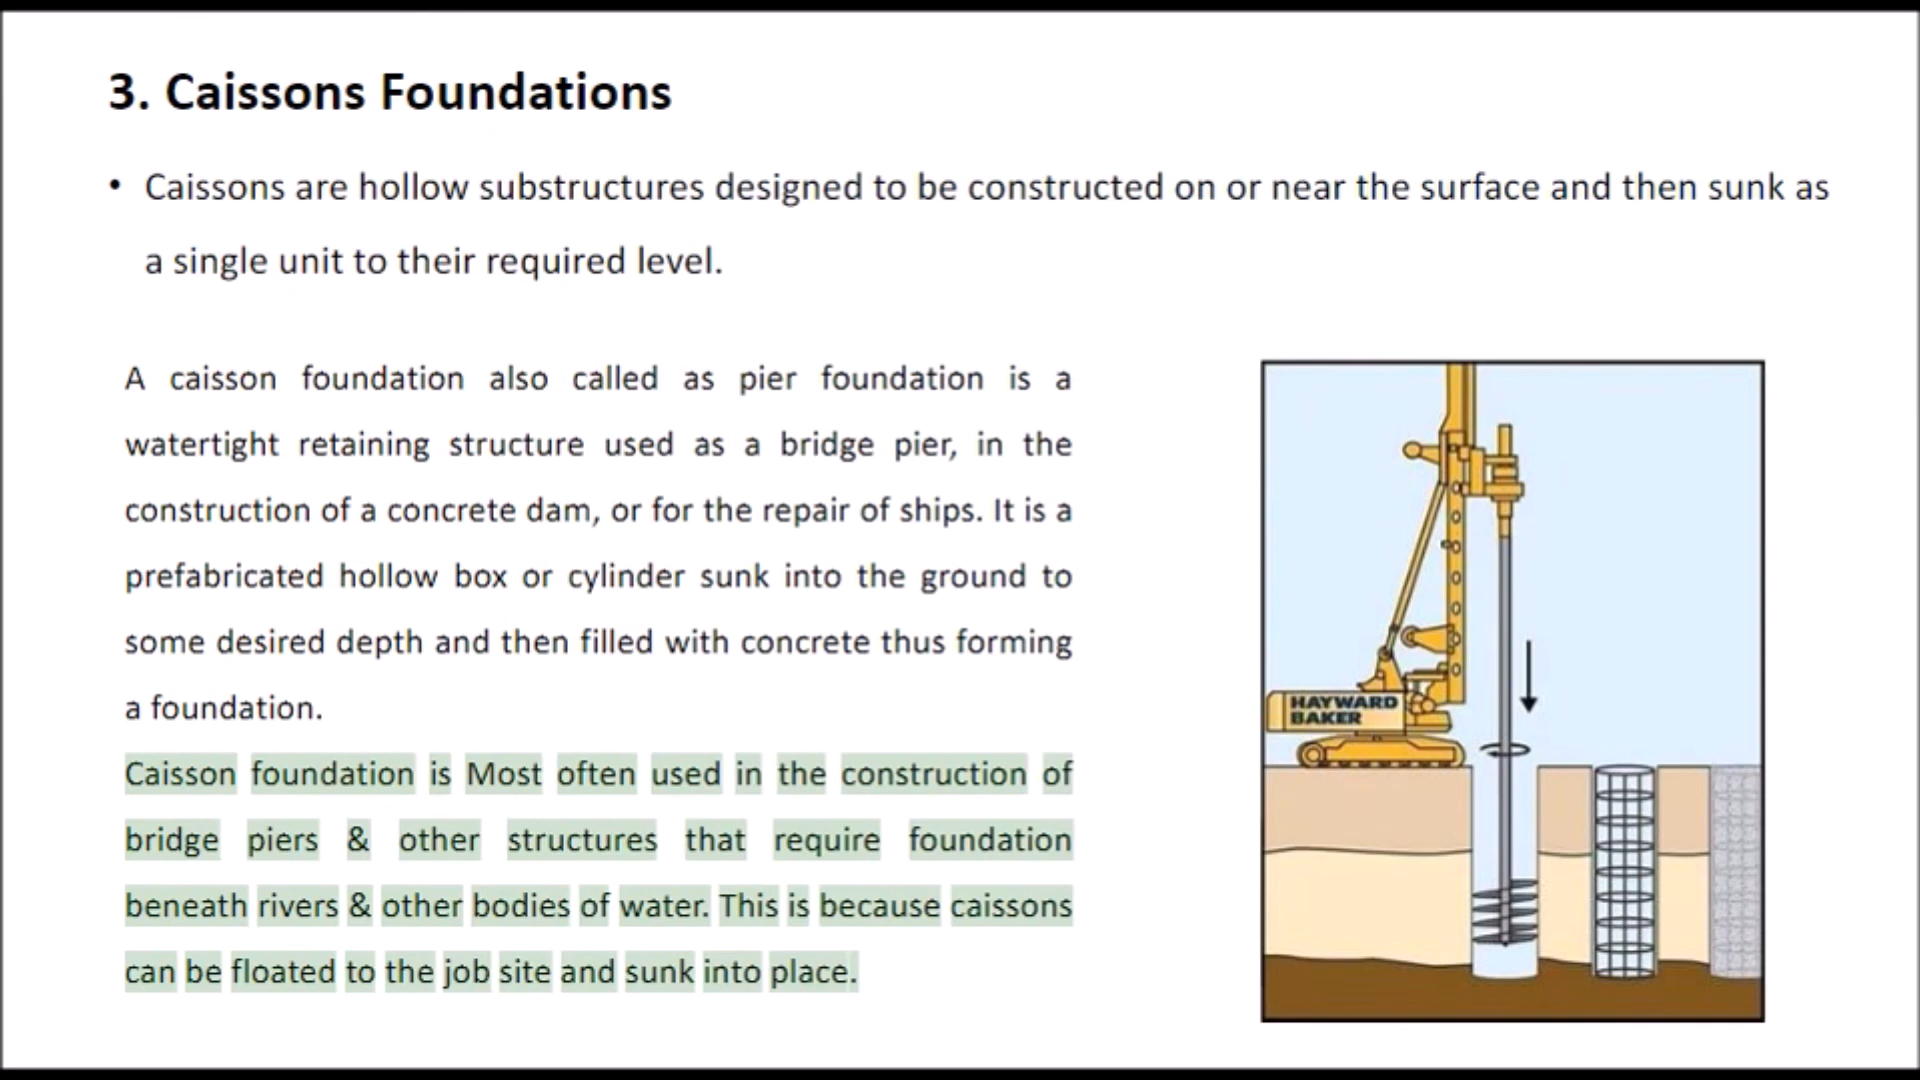 3. Caissons Foundations
• Caissons are hollow substructures designed to be constructed on or near the surface and then sunk as
a single unit to their required level.
A caisson foundation also called as pier foundation is a
watertight retaining structure used as a bridge pier, in the
construction of a concrete dam, or for the repair of ships. It is a
prefabricated hollow box or cylinder sunk into the ground to
some desired depth and then filled with concrete thus forming
a foundation.
Caisson foundation is Most often used in the construction of
bridge piers & other structures that require foundation
beneath rivers & other bodies of water. This is because caissons
can be floated to the job site and sunk into place.
HAYWARD
BAKER